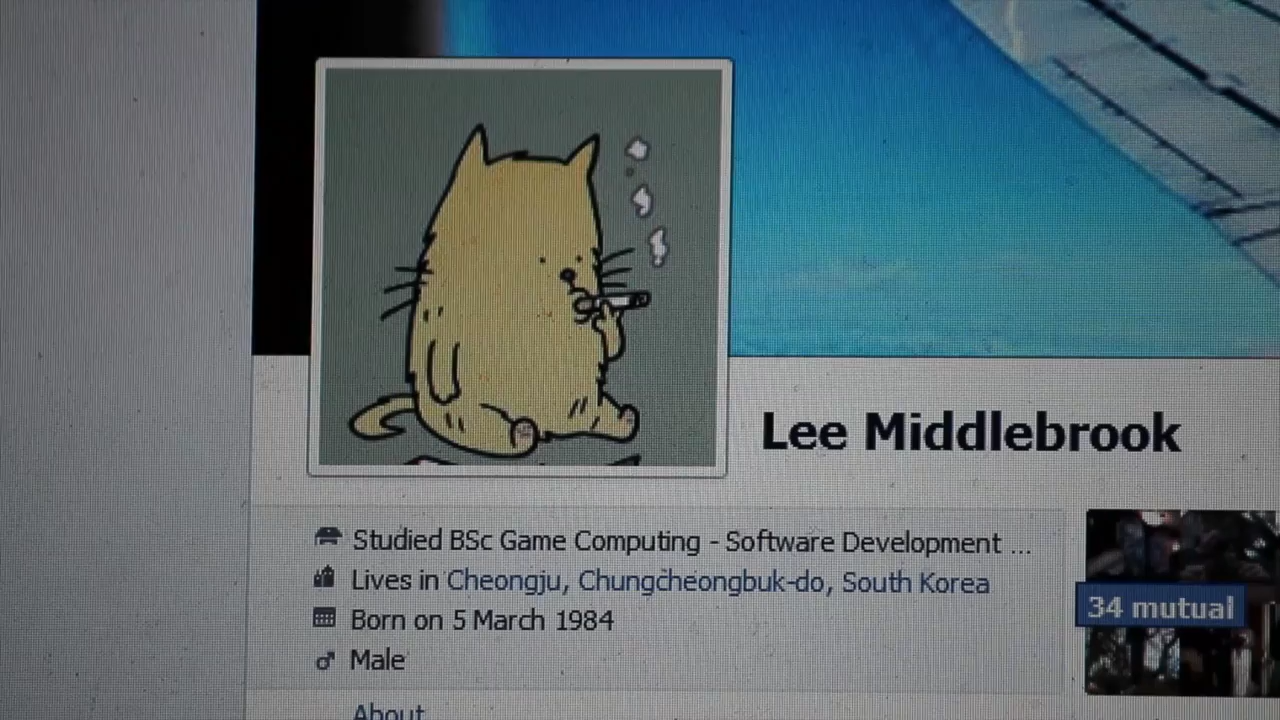 Lee Middlebrook
Studied BSc Game Computing - Software Development ...
Lives in Cheongju, Chungcheongbuk-do, South Korea
Born on 5 March 1984
Male
34 mutual
About